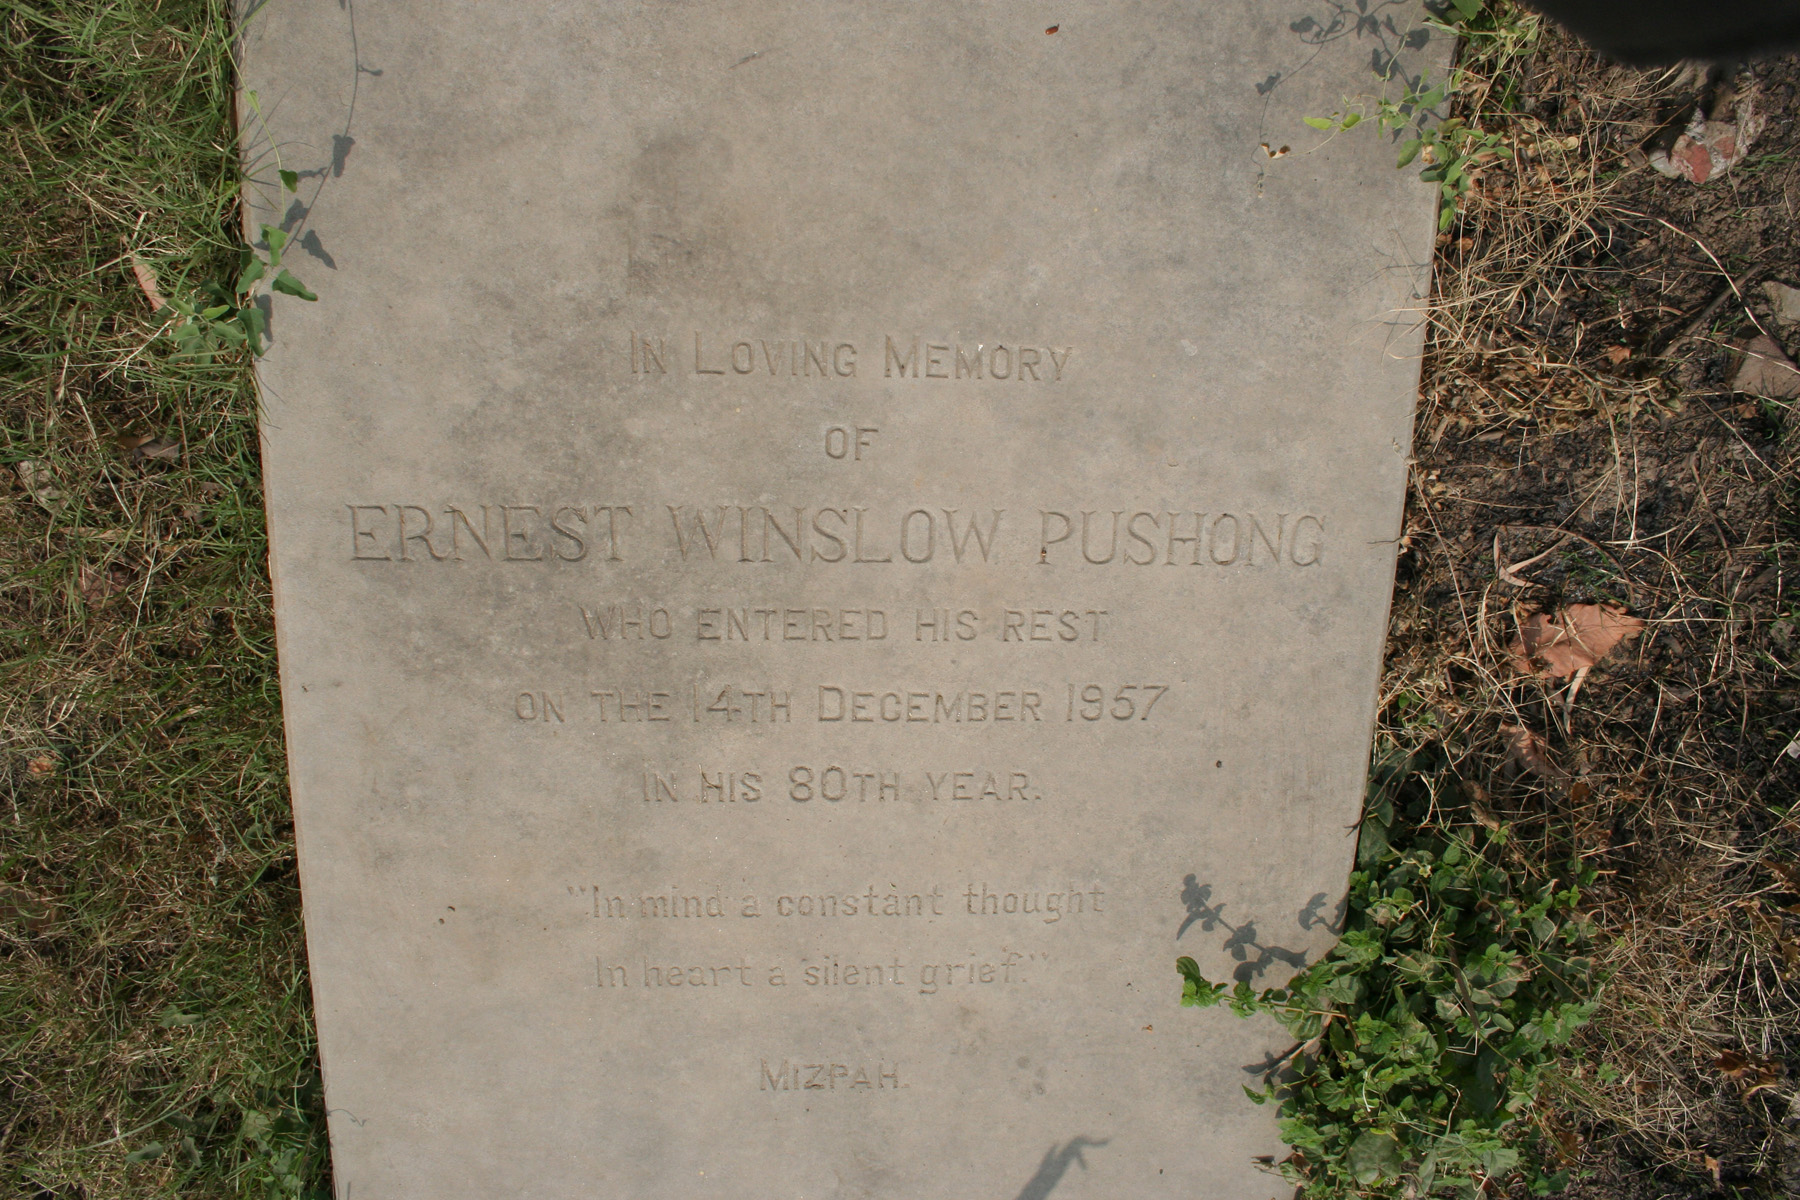 IN LOVING MEMORY
OF
ERNEST WINSLOW PUSHONG
WHO ENTERED HIS REST
ON THE 14TH DECEMBER 1957
IN HIS 80TH YEAR.
"In mind a constant thought
In heart a silent grief."
MIZPAH.